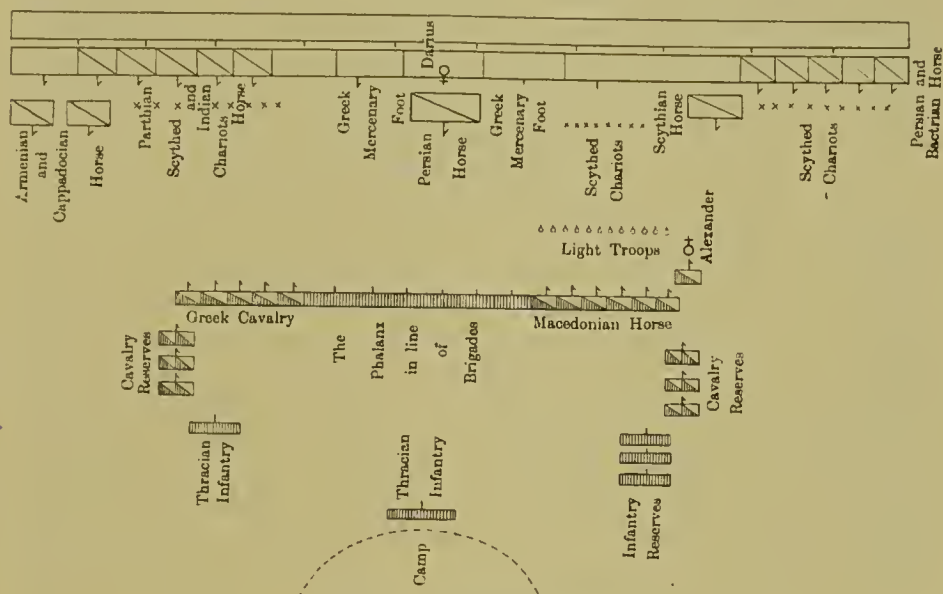 Darius
Armenian
and
Cappadocian
Horse
Parthian
Scythed and
Indian
Chariots
Horse
Greek
Mercenary
Foot
Persian
Horse
Greek
Mercenary
Foot
Scythed
Chariots
Scythian
Horse
Scythed
Chariots
Persian and
Bactrian Horse
Light Troops
Alexander
Greek Cavalry
The
Phalanx
in line
of
Brigades
Macedonian Horse
Cavalry
Reserves
Cavalry
Reserves
Thracian
Infantry
Thracian
Infantry
Infantry
Reserves
Camp